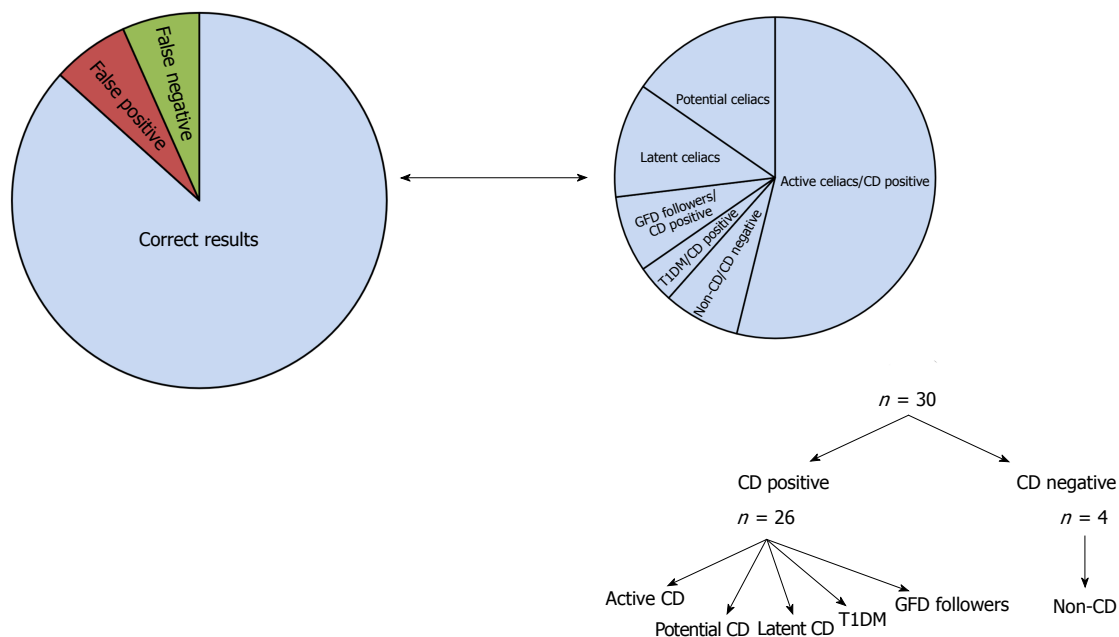 False negative
False positive
Correct results
Potential celiacs
Latent celiacs
Active celiacs/CD positive
GFD followers/
CD positive
T1DM/CD positive
Non-CD/CD negative
n = 30
CD positive
CD negative
n = 26
n = 4
Active CD
Potential CD
Latent CD
T1DM
GFD followers
Non-CD